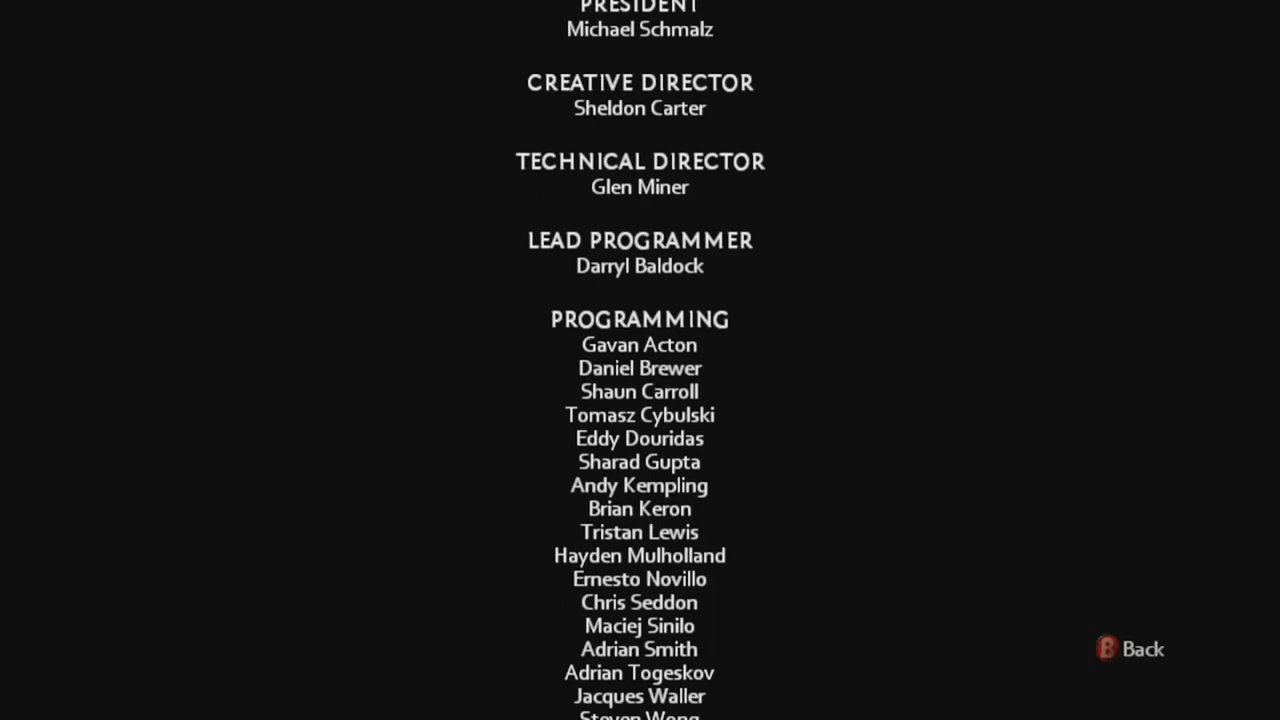 PRESIDENT
Michael Schmalz
CREATIVE DIRECTOR
Sheldon Carter
TECHNICAL DIRECTOR
Glen Miner
LEAD PROGRAMMER
Darryl Baldock
PROGRAMMING
Gavan Acton
Daniel Brewer
Shaun Carroll
Tomasz Cybulski
Eddy Douridas
Sharad Gupta
Andy Kempling
Brian Keron
Tristan Lewis
Hayden Mulholland
Ernesto Novillo
Chris Seddon
Maciej Sinilo
Adrian Smith
B Back
Adrian Togeskov
Jacques Waller
Steven Wong